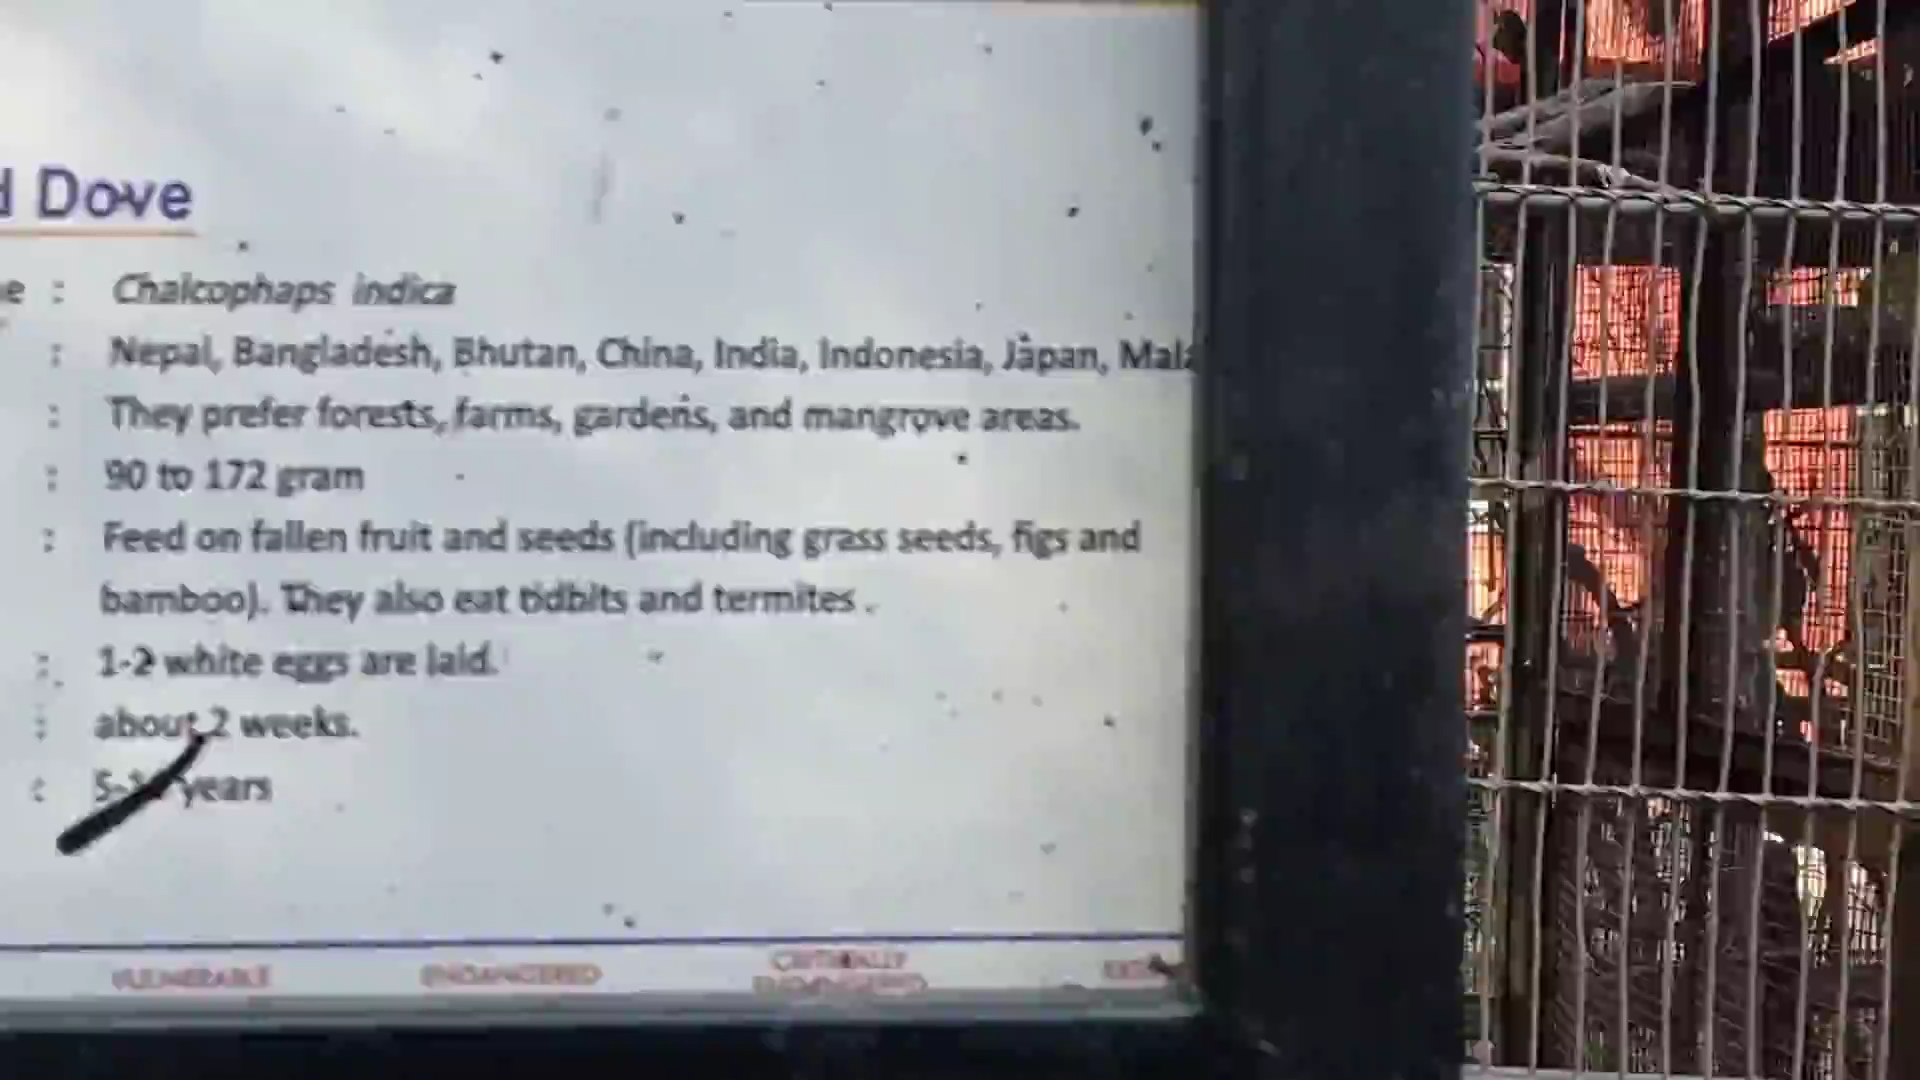 Dove
: Chalcophaps indica
: Nepal, Bangladesh, Bhutan, China, India, Indonesia, Japan, Mala
: They prefer forests, farms, gardens, and mangrove areas.
: 90 to 172 gram
: Feed on fallen fruit and seeds (including grass seeds, figs and
bamboo). They also eat tidbits and termites .
: 1-2 white eggs are laid.
: about 2 weeks.
: years
VULNERABLE ENDANGERED CRITICALLY
ENDANGERED